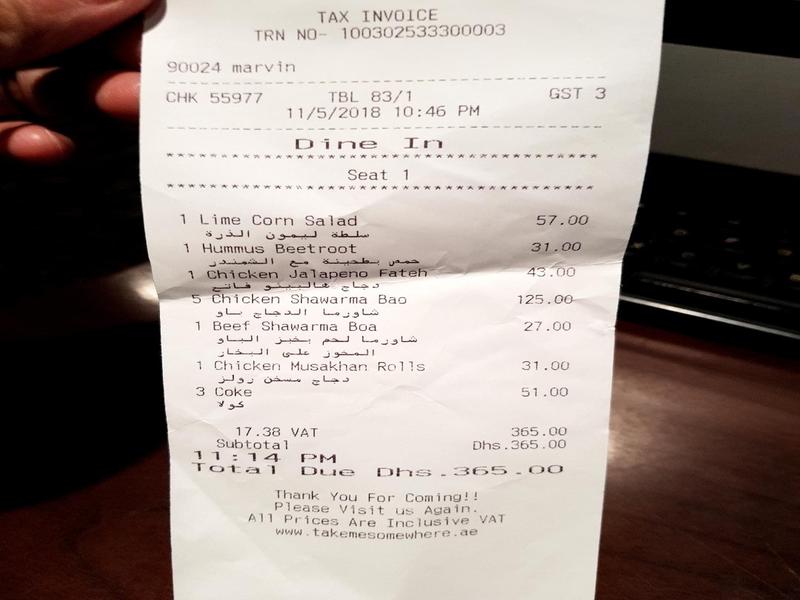 TAX INVOICE
TRN NO- 100302533300003
90024 marvin
CHK 55977 TBL 83/1 GST 3
11/5/2018 10:46 PM
Dine In
Seat 1
1 Lime Corn Salad 57.00
سلطة ليمون الذرة
1 Hummus Beetroot 31.00
حمص بطحينة مع الشمندر
1 Chicken Jalapeno Fateh 43.00
دجاج هالبينو فاتح
5 Chicken Shawarma Bao 125.00
شاورما الدجاج باو
1 Beef Shawarma Boa 27.00
شاورما لحم بخبز الباو
المخوز على البخار
1 Chicken Musakhan Rolls 31.00
دجاج مسخن رولز
3 Coke 51.00
كولا
17.38 VAT 365.00
Subtotal Dhs.365.00
11:14 PM
Total Due Dhs.365.00
Thank You For Coming!!
Please Visit us Again.
All Prices Are Inclusive VAT
www.takemesomewhere.ae